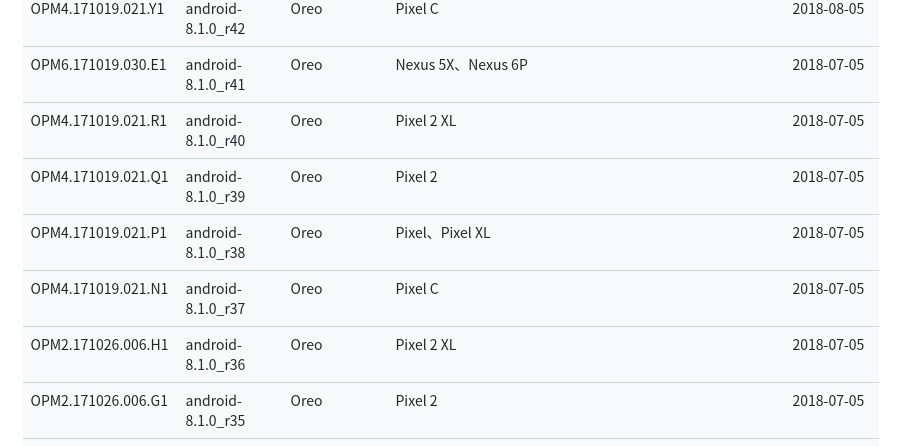 OPM4.171019.021.Y1 android- Oreo Pixel C 2018-08-05
8.1.0_r42
OPM6.171019.030.E1 android- Oreo Nexus 5X、Nexus 6P 2018-07-05
8.1.0_r41
OPM4.171019.021.R1 android- Oreo Pixel 2 XL 2018-07-05
8.1.0_r40
OPM4.171019.021.Q1 android- Oreo Pixel 2 2018-07-05
8.1.0_r39
OPM4.171019.021.P1 android- Oreo Pixel、Pixel XL 2018-07-05
8.1.0_r38
OPM4.171019.021.N1 android- Oreo Pixel C 2018-07-05
8.1.0_r37
OPM2.171026.006.H1 android- Oreo Pixel 2 XL 2018-07-05
8.1.0_r36
OPM2.171026.006.G1 android- Oreo Pixel 2 2018-07-05
8.1.0_r35